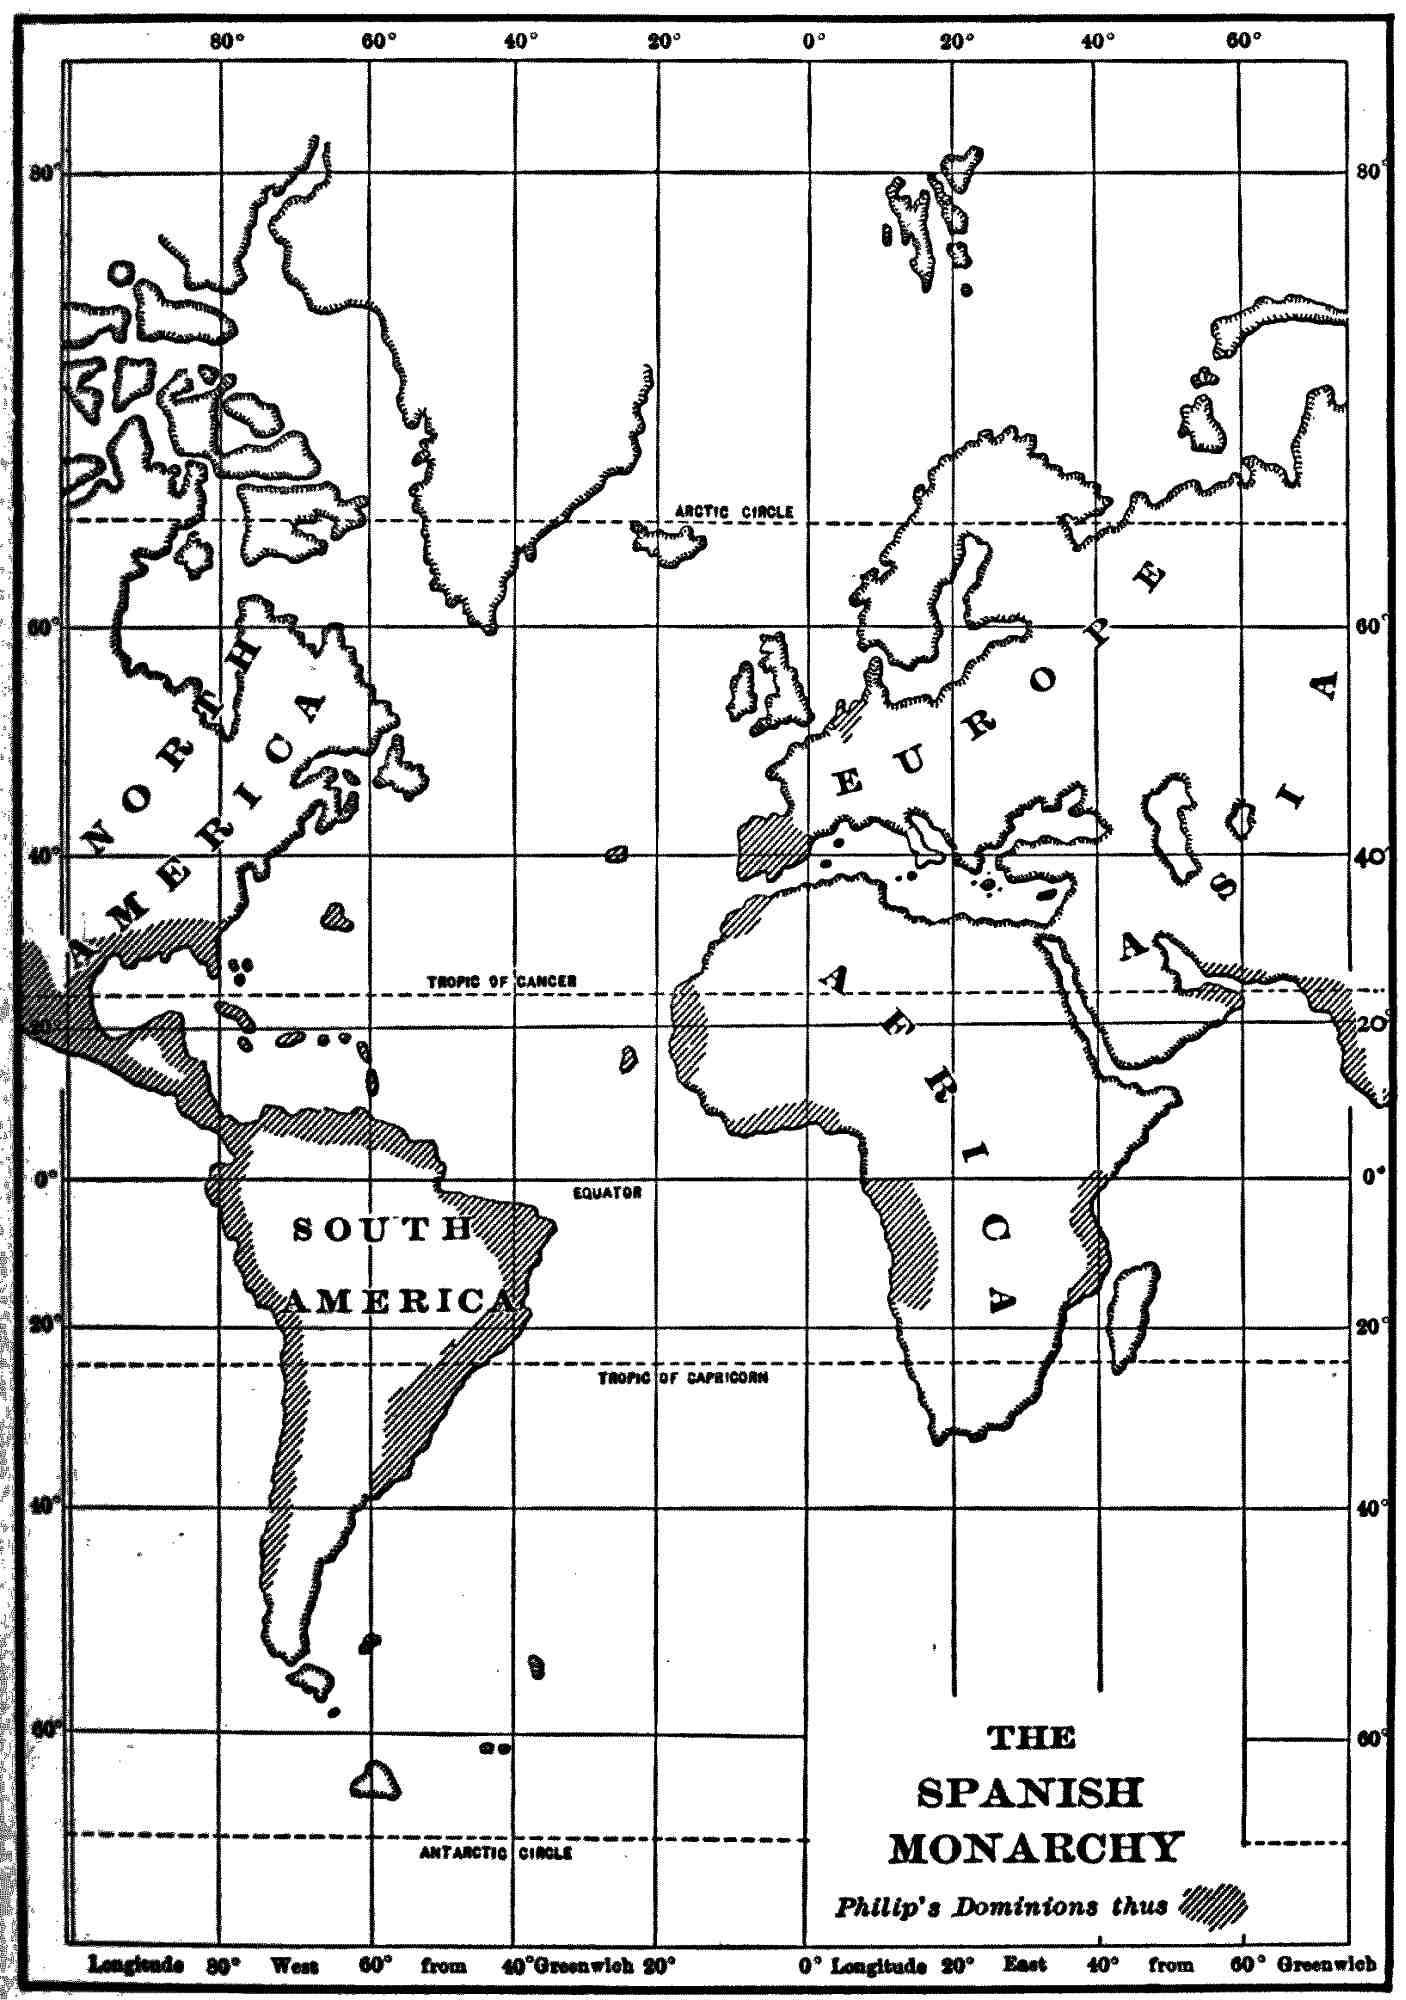 80° 60° 40° 20° 0° 20° 40° 60°
80° 80°
ARCTIC CIRCLE
60° 60°
NORTH AMERICA
EUROPE
ASIA
40° 40°
TROPIC OF CANCER
AFRICA
20° 20°
0° 0°
EQUATOR
SOUTH
AMERICA
20° 20°
TROPIC OF CAPRICORN
40° 40°
60° 60°
THE
SPANISH
MONARCHY
ANTARCTIC CIRCLE
Philip's Dominions thus
Longitude 80° West 60° from 40° Greenwich 20° 0° Longitude 20° East 40° from 60° Greenwich